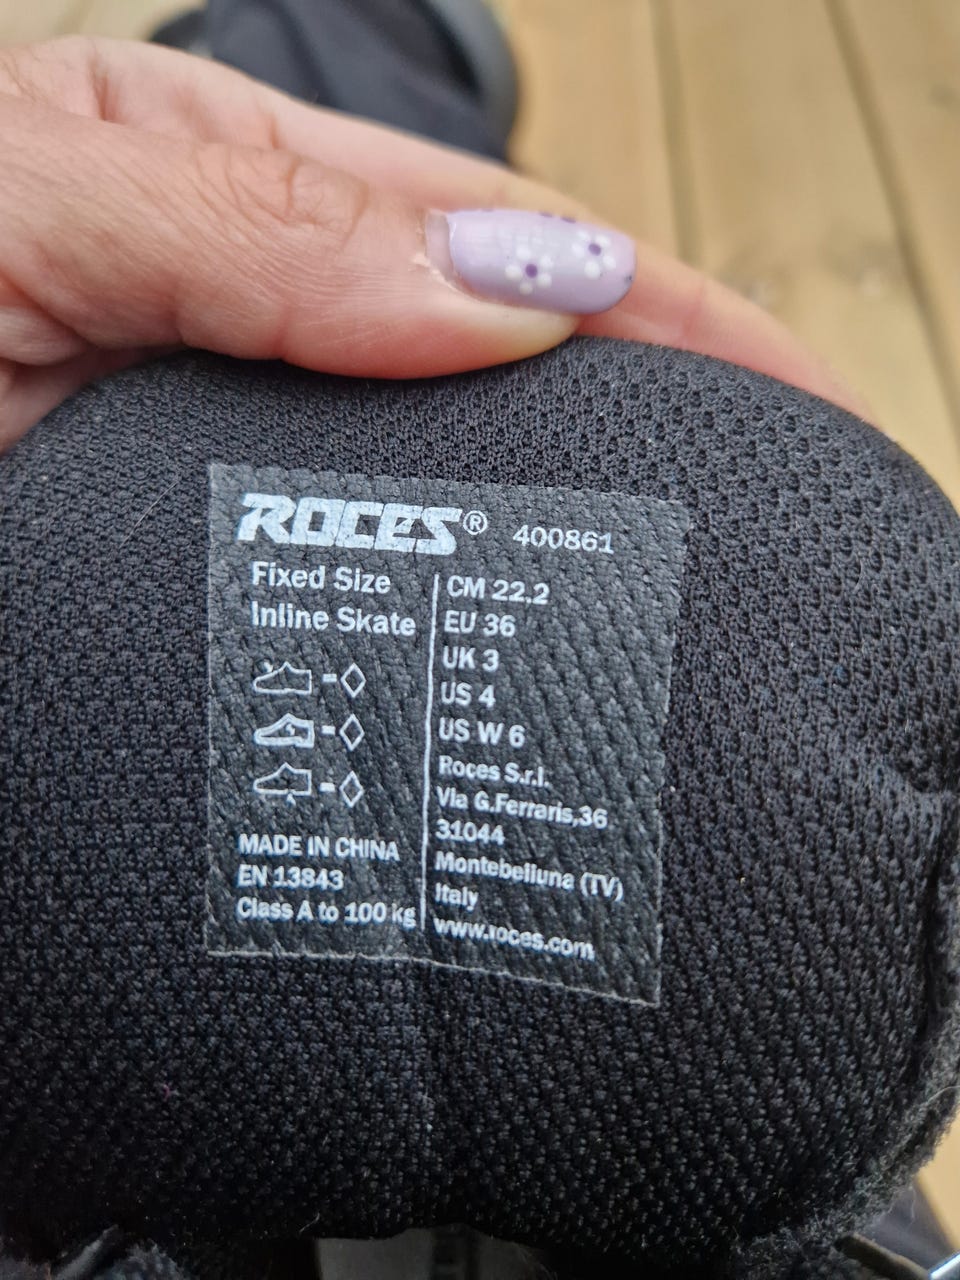 ROCES® 400861
Fixed Size
Inline Skate
MADE IN CHINA
EN 13843
Class A to 100 kg
CM 22.2
EU 36
UK 3
US 4
US W 6
Roces S.r.l.
Via G.Ferraris,36
31044
Montebelluna (TV)
Italy
www.roces.com